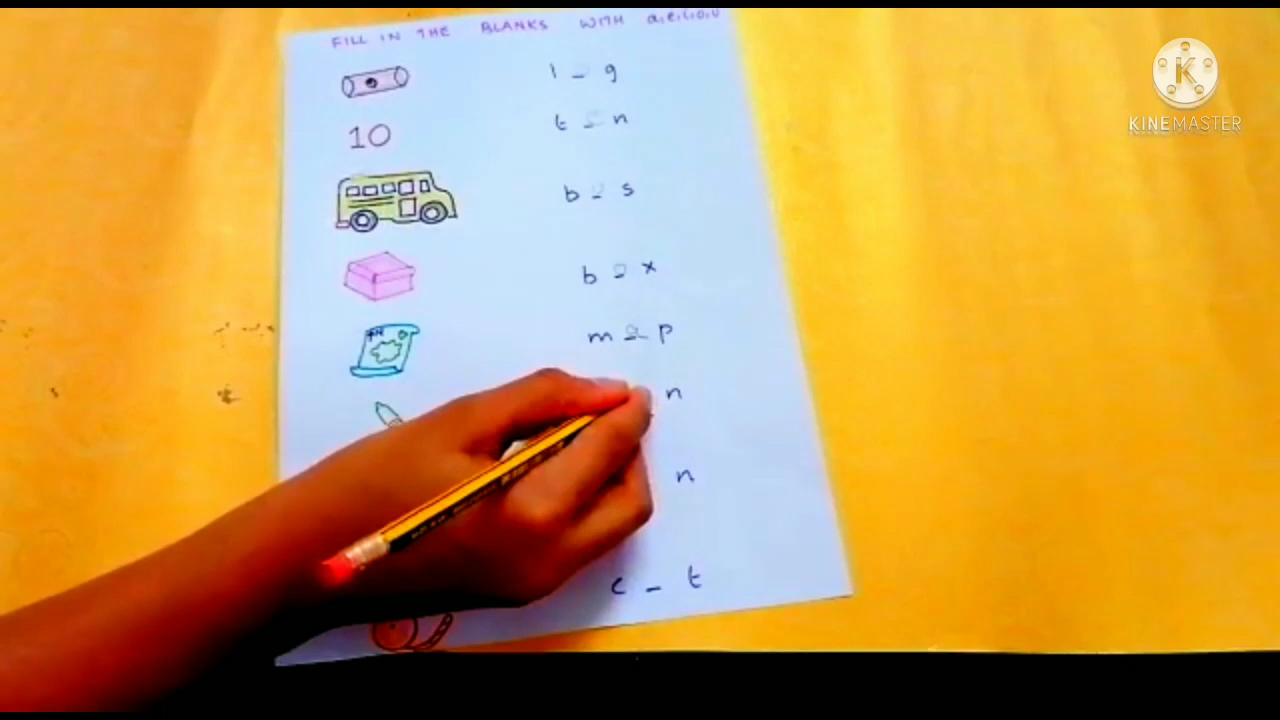 FILL IN THE BLANKS WITH a,e,i,o,u
l _ g
10
t e n
b u s
b o x
m a p
n
n
c _ t
KINEMASTER